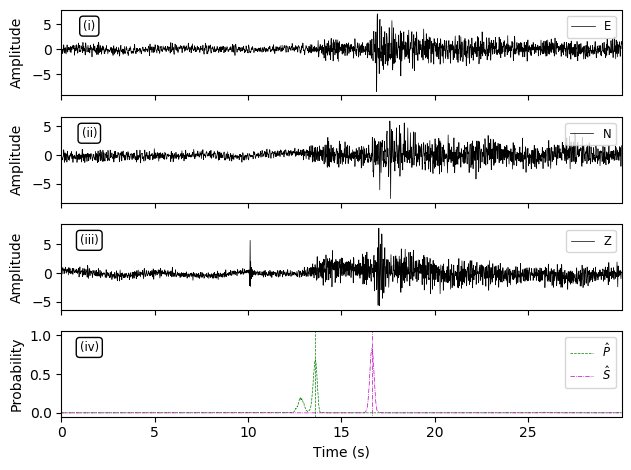 Amplitude
5
0
−5
(i)
E
Amplitude
5
0
−5
(ii)
N
Amplitude
5
0
−5
(iii)
Z
Probability
1.0
0.5
0.0
(iv)
P̂
Ŝ
0 5 10 15 20 25
Time (s)